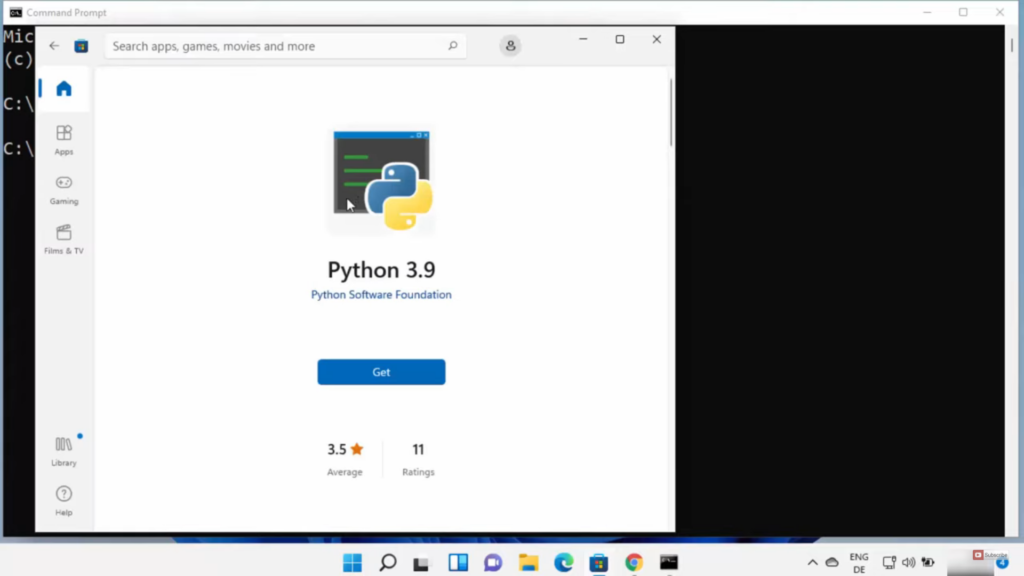 Command Prompt
Mic
(c)
C:\
C:\
Search apps, games, movies and more
Apps
Gaming
Films & TV
Python 3.9
Python Software Foundation
Get
3.5
11
Average
Ratings
Library
Help
ENG
DE
Subscribe
4